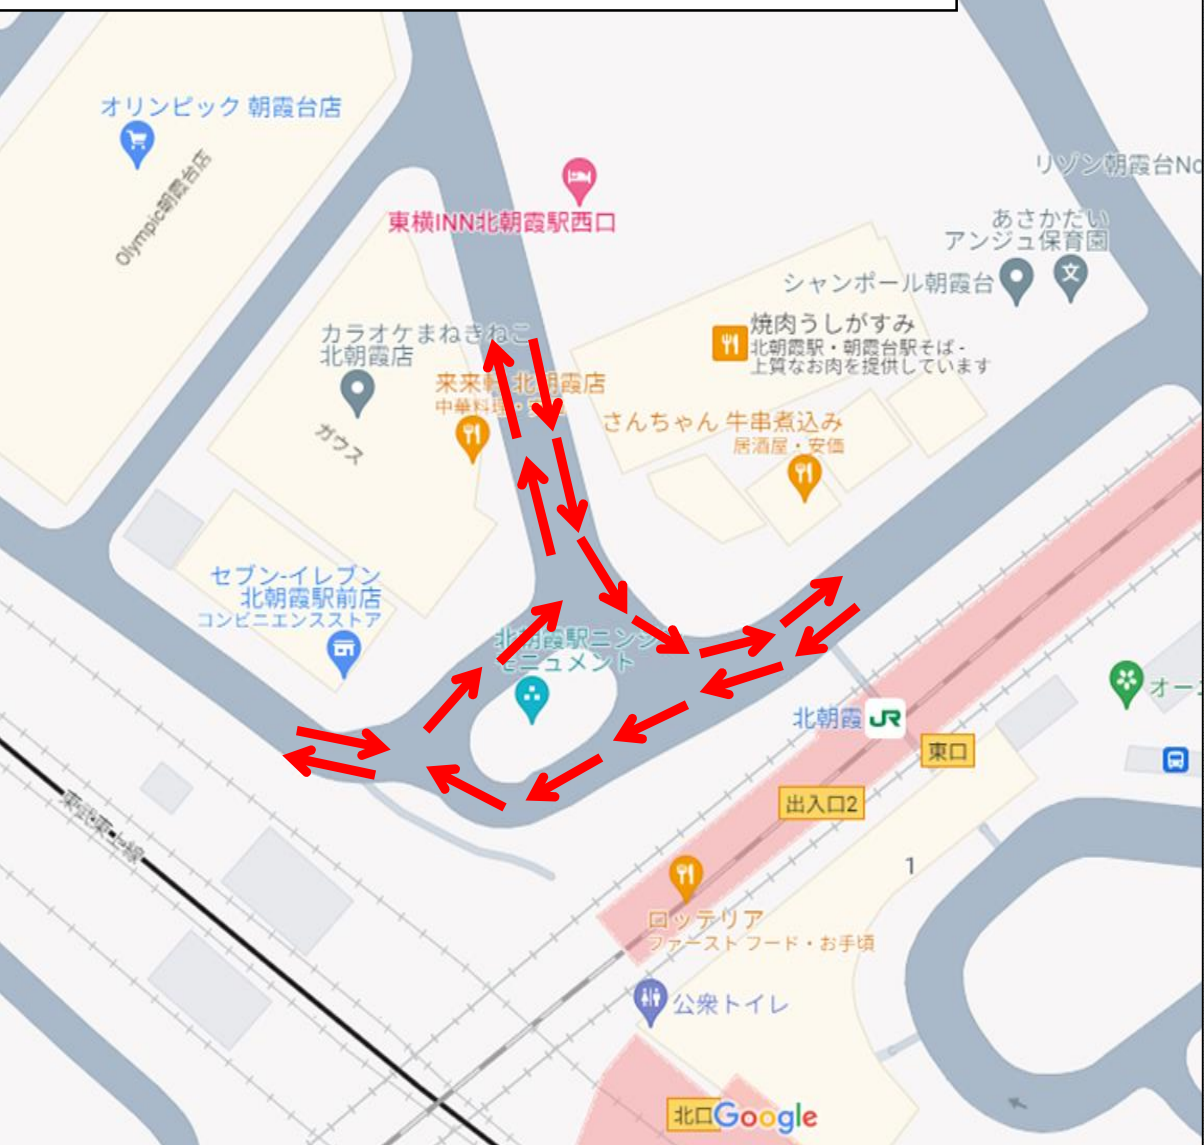 オリンピック 朝霞台店
Olympic朝霞台店
東横INN北朝霞駅西口
リゾン朝霞台No
あさかだい
アンジュ保育園
文
シャンポール朝霞台
焼肉うしがすみ
北朝霞駅・朝霞台駅そば -
上質なお肉を提供しています
カラオケまねきねこ
北朝霞店
来来軒 北朝霞店
中華料理・安価
ガウス
さんちゃん 牛串煮込み
居酒屋・安価
セブン-イレブン
北朝霞駅前店
コンビニエンスストア
北朝霞駅ニンジン
モニュメント
北朝霞 JR
東口
オー
出入口2
東武東上線
1
ロッテリア
ファースト フード・お手頃
公衆トイレ
北口
Google